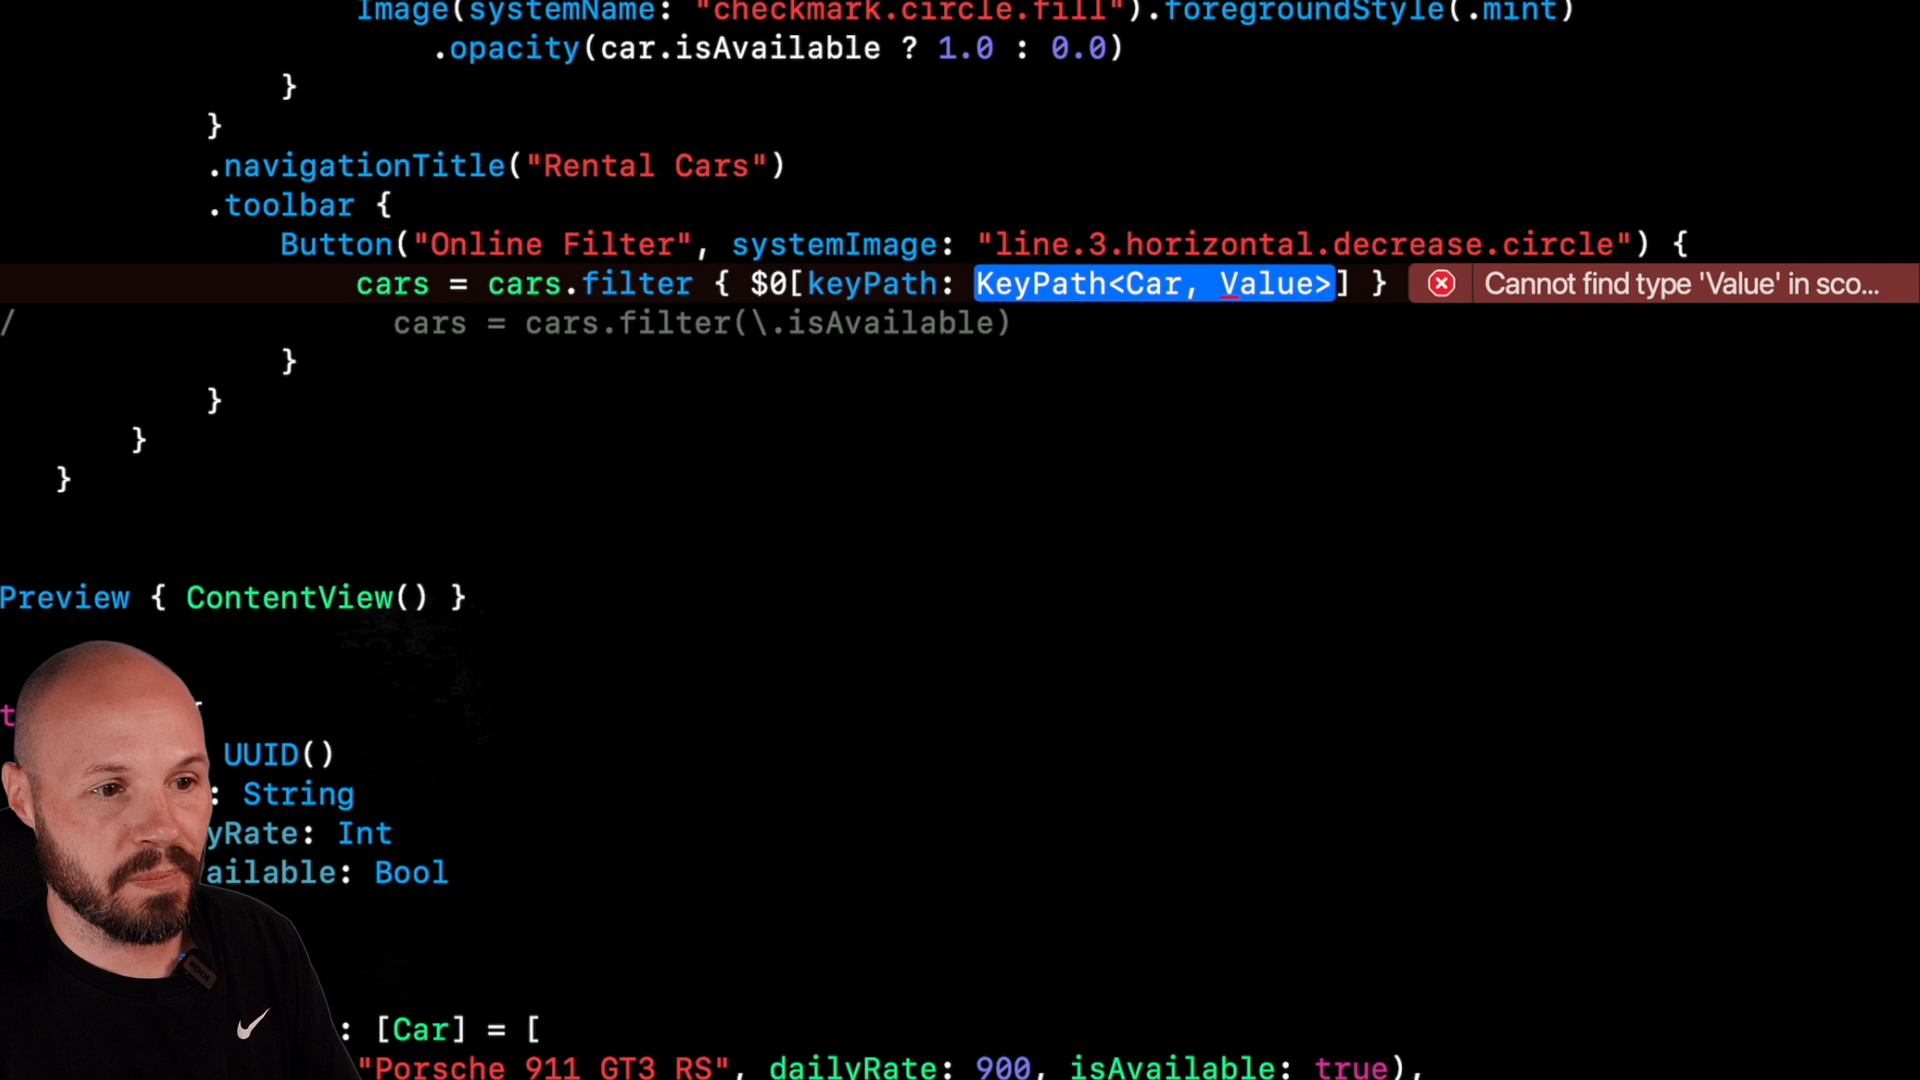 Image(systemName: "checkmark.circle.fill").foregroundStyle(.mint)
.opacity(car.isAvailable ? 1.0 : 0.0)
}
}
.navigationTitle("Rental Cars")
.toolbar {
Button("Online Filter", systemImage: "line.3.horizontal.decrease.circle") {
cars = cars.filter { $0[keyPath: KeyPath<Car, Value>] } Cannot find type 'Value' in sco...
/ cars = cars.filter(\.isAvailable)
}
}
}
}
Preview { ContentView() }
t {
UUID()
: String
yRate: Int
ailable: Bool
: [Car] = [
"Porsche 911 GT3 RS", dailyRate: 900, isAvailable: true),